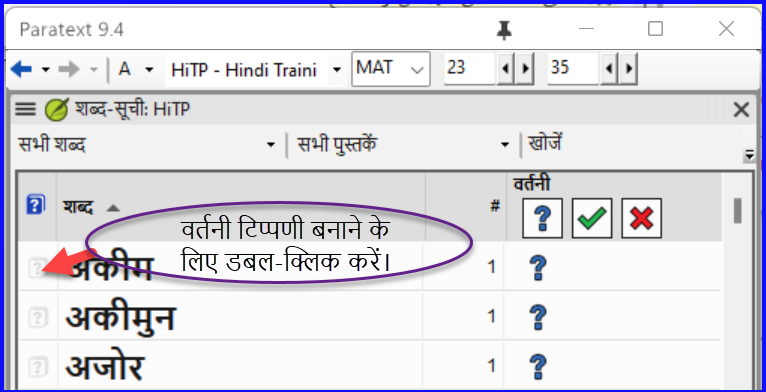 Paratext 9.4
A HiTP - Hindi Traini MAT 23 35
शब्द-सूची: HiTP
सभी शब्द सभी पुस्तकें खोजें
वर्तनी
शब्द #
वर्तनी टिप्पणी बनाने के
लिए डबल-क्लिक करें।
अकीम 1
अकीमुन 1
अजोर 1